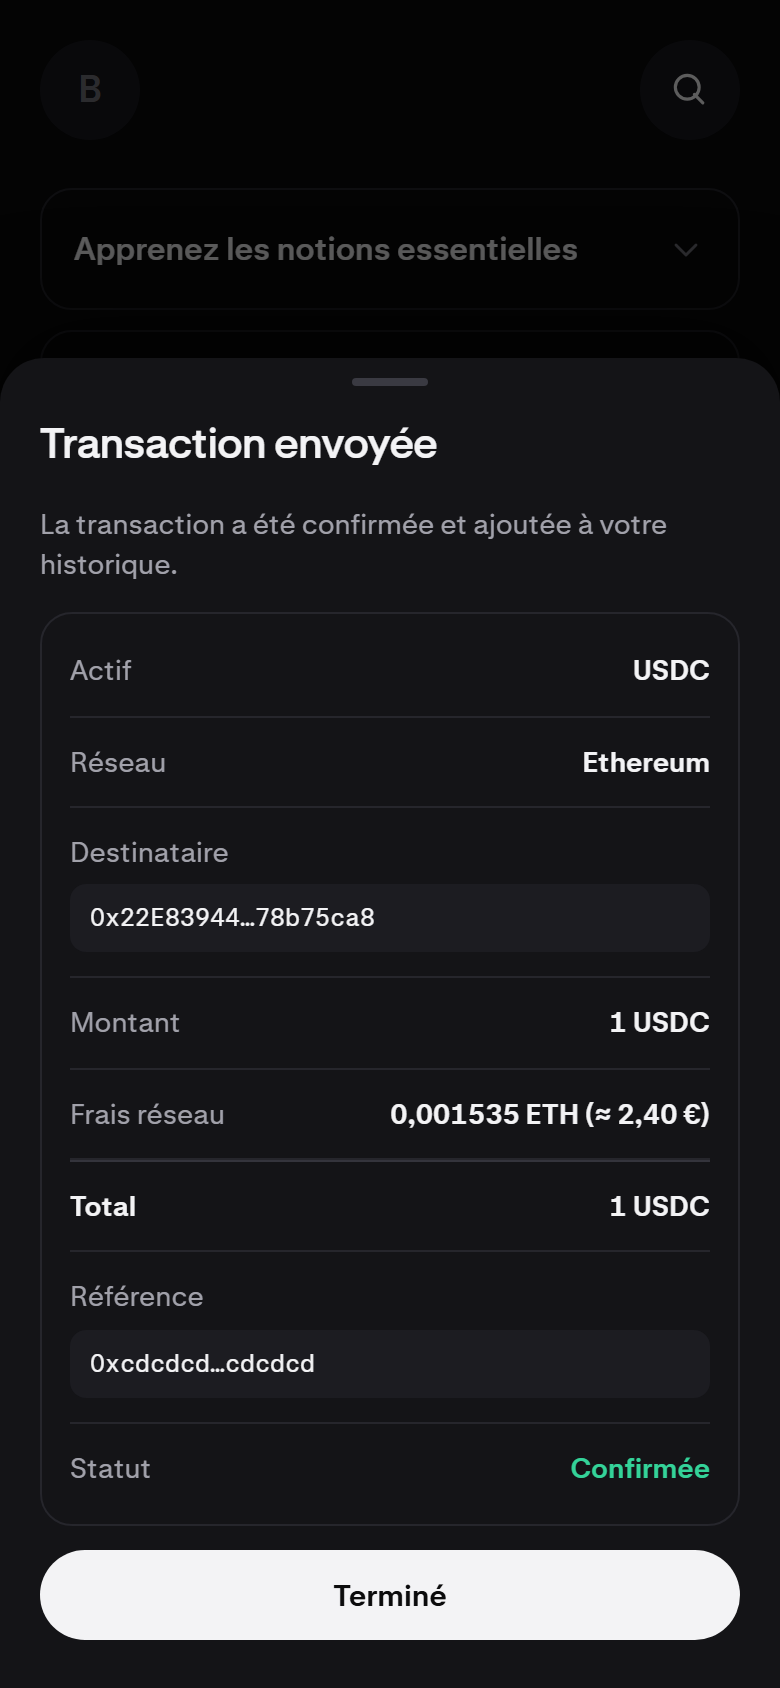 B
Apprenez les notions essentielles
Transaction envoyée
La transaction a été confirmée et ajoutée à votre
historique.
Actif USDC
Réseau Ethereum
Destinataire
0x22E83944…78b75ca8
Montant 1 USDC
Frais réseau 0,001535 ETH (≈ 2,40 €)
Total 1 USDC
Référence
0xcdcdcd…cdcdcd
Statut Confirmée
Terminé